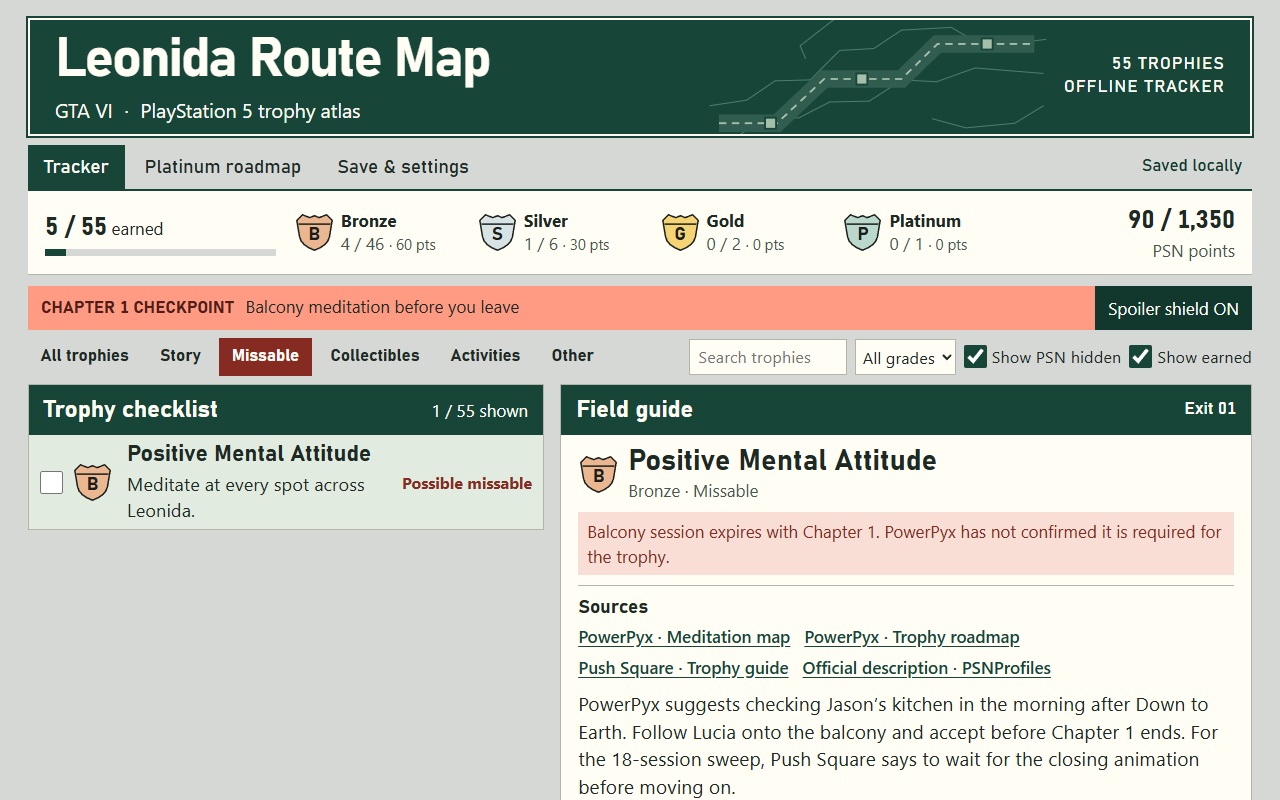 Leonida Route Map
GTA VI · PlayStation 5 trophy atlas
55 TROPHIES
OFFLINE TRACKER
Tracker
Platinum roadmap
Save & settings
Saved locally
5 / 55 earned
B
Bronze
4 / 46 · 60 pts
S
Silver
1 / 6 · 30 pts
G
Gold
0 / 2 · 0 pts
P
Platinum
0 / 1 · 0 pts
90 / 1,350
PSN points
CHAPTER 1 CHECKPOINT Balcony meditation before you leave
Spoiler shield ON
All trophies
Story
Missable
Collectibles
Activities
Other
Search trophies
All grades
Show PSN hidden
Show earned
Trophy checklist
1 / 55 shown
B
Positive Mental Attitude
Meditate at every spot across
Leonida.
Possible missable
Field guide
Exit 01
B
Positive Mental Attitude
Bronze · Missable
Balcony session expires with Chapter 1. PowerPyx has not confirmed it is required for
the trophy.
Sources
PowerPyx · Meditation map PowerPyx · Trophy roadmap
Push Square · Trophy guide Official description · PSNProfiles
PowerPyx suggests checking Jason's kitchen in the morning after Down to
Earth. Follow Lucia onto the balcony and accept before Chapter 1 ends. For
the 18-session sweep, Push Square says to wait for the closing animation
before moving on.